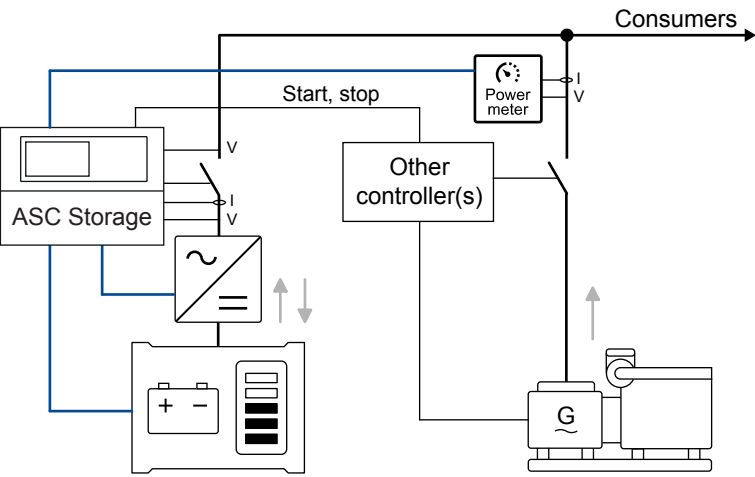 Consumers
Power
meter
I
V
Start, stop
V
Other
controller(s)
ASC Storage
I
V
+ −
G